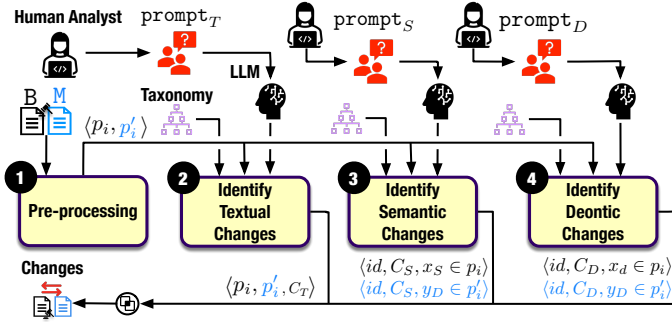 Human Analyst
prompt_T
prompt_S
prompt_D
?
?
?
</>
</>
</>
LLM
B M
Taxonomy
⟨p_i, p'_i⟩
1
Pre-processing
2
Identify
Textual
Changes
3
Identify
Semantic
Changes
4
Identify
Deontic
Changes
Changes
⟨p_i, p'_i, C_T⟩
⟨id, C_S, x_S ∈ p_i⟩
⟨id, C_S, y_D ∈ p'_i⟩
⟨id, C_D, x_d ∈ p_i⟩
⟨id, C_D, y_D ∈ p'_i⟩